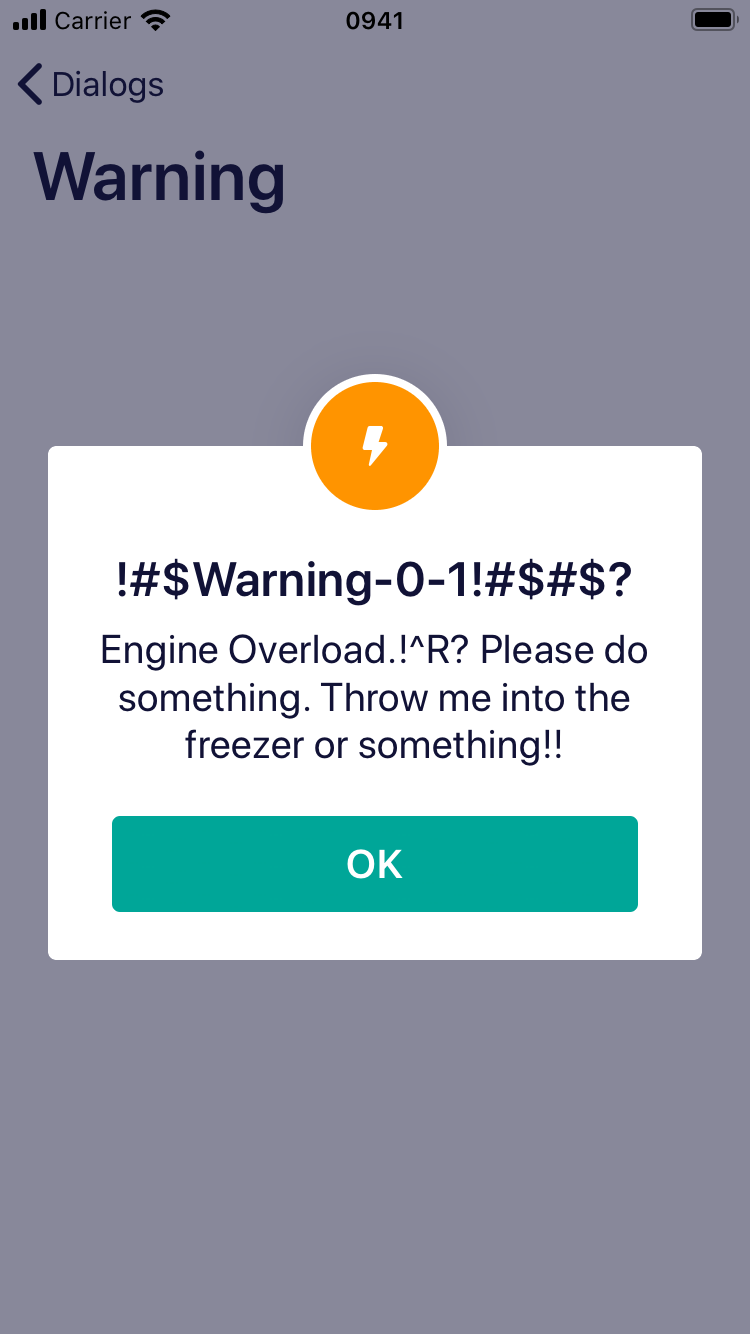 Carrier 0941
Dialogs
Warning
!#$Warning-0-1!#$#$?
Engine Overload.!^R? Please do
something. Throw me into the
freezer or something!!
OK